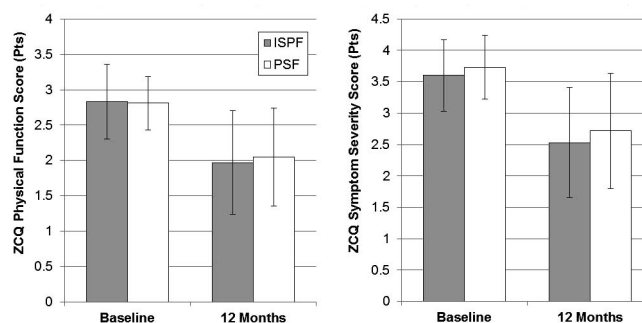 ZCQ Physical Function Score (Pts)
4
3.5
3
2.5
2
1.5
1
0.5
0
ISPF
PSF
Baseline
12 Months
ZCQ Symptom Severity Score (Pts)
4.5
4
3.5
3
2.5
2
1.5
1
0.5
0
Baseline
12 Months